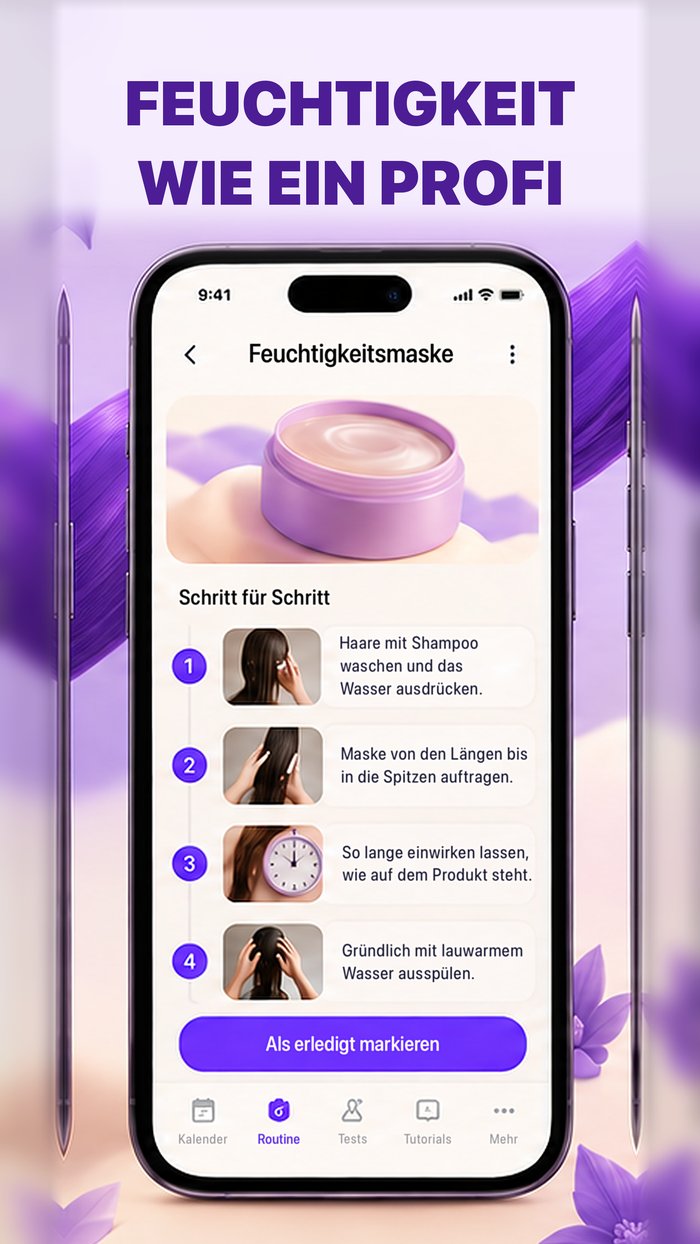 FEUCHTIGKEIT
WIE EIN PROFI
9:41
Feuchtigkeitsmaske
Schritt für Schritt
1
Haare mit Shampoo
waschen und das
Wasser ausdrücken.
2
Maske von den Längen bis
in die Spitzen auftragen.
3
So lange einwirken lassen,
wie auf dem Produkt steht.
4
Gründlich mit lauwarmem
Wasser ausspülen.
Als erledigt markieren
Kalender
Routine
Tests
Tutorials
Mehr